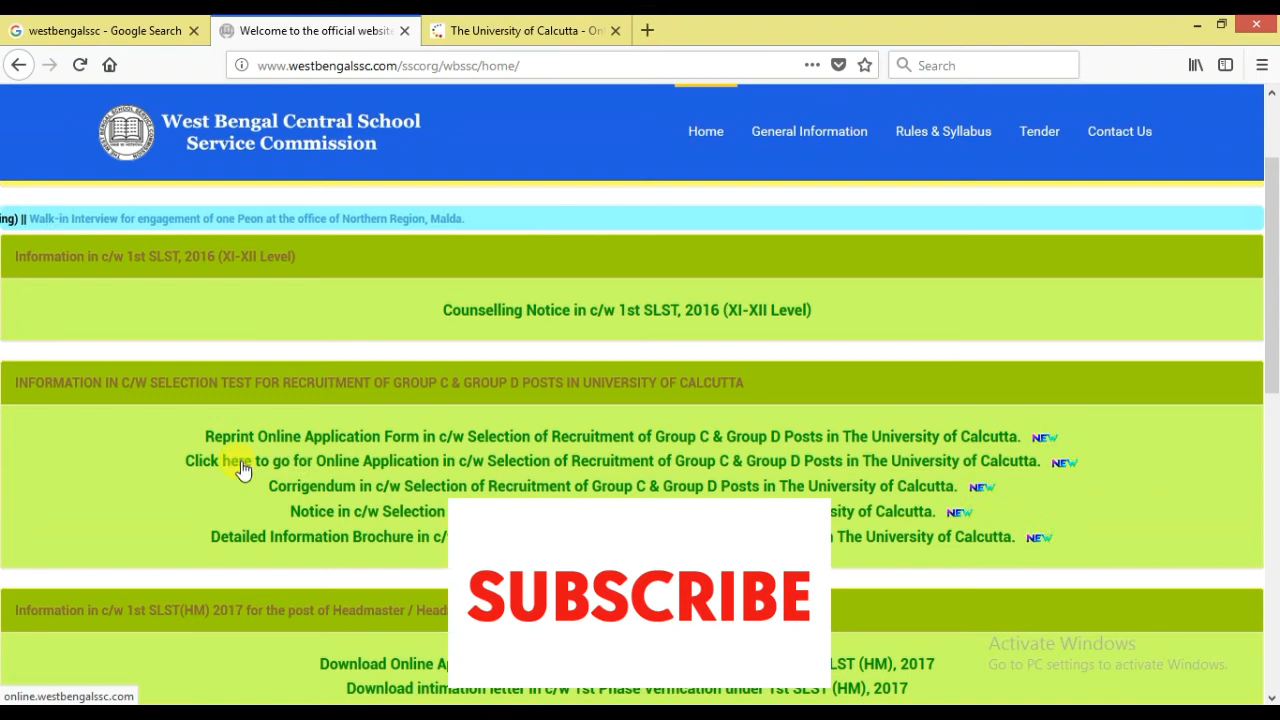 westbengalssc - Google Search
Welcome to the official website
The University of Calcutta - On
www.westbengalssc.com/sscorg/wbssc/home/
Search
West Bengal Central School
Service Commission
Home
General Information
Rules & Syllabus
Tender
Contact Us
ing) || Walk-in Interview for engagement of one Peon at the office of Northern Region, Malda.
Information in c/w 1st SLST, 2016 (XI-XII Level)
Counselling Notice in c/w 1st SLST, 2016 (XI-XII Level)
INFORMATION IN C/W SELECTION TEST FOR RECRUITMENT OF GROUP C & GROUP D POSTS IN UNIVERSITY OF CALCUTTA
Reprint Online Application Form in c/w Selection of Recruitment of Group C & Group D Posts in The University of Calcutta. NEW
Click here to go for Online Application in c/w Selection of Recruitment of Group C & Group D Posts in The University of Calcutta. NEW
Corrigendum in c/w Selection of Recruitment of Group C & Group D Posts in The University of Calcutta. NEW
Notice in c/w Selection sity of Calcutta. NEW
Detailed Information Brochure in c/ The University of Calcutta. NEW
SUBSCRIBE
Information in c/w 1st SLST(HM) 2017 for the post of Headmaster / Head
Download Online Ap LST (HM), 2017
Download intimation letter in c/w 1st Phase Verification under 1st SLST (HM), 2017
Activate Windows
Go to PC settings to activate Windows.
online.westbengalssc.com